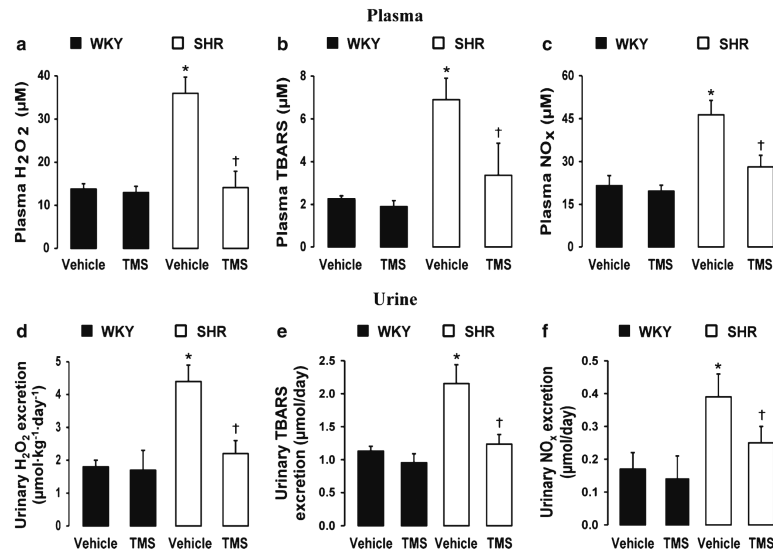 Plasma
a WKY SHR
Plasma H2O2 (µM)
40
30
20
10
0
*
†
Vehicle TMS Vehicle TMS
b WKY SHR
Plasma TBARS (µM)
8
6
4
2
0
*
†
Vehicle TMS Vehicle TMS
c WKY SHR
Plasma NOx (µM)
60
45
30
15
0
*
†
Vehicle TMS Vehicle TMS
Urine
d WKY SHR
Urinary H2O2 excretion
(µmol·kg-1·day-1)
5
4
3
2
1
0
*
†
Vehicle TMS Vehicle TMS
e WKY SHR
Urinary TBARS
excretion (µmol/day)
2.5
2.0
1.5
1.0
0.5
0.0
*
†
Vehicle TMS Vehicle TMS
f WKY SHR
Urinary NOx excretion
(µmol/day)
0.5
0.4
0.3
0.2
0.1
0.0
*
†
Vehicle TMS Vehicle TMS